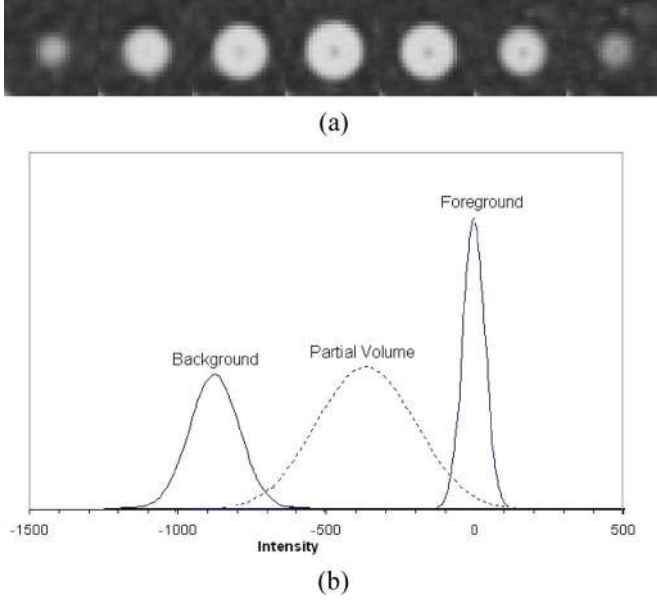 (a)
Foreground
Background
Partial Volume
-1500 -1000 -500 0 500
Intensity
(b)